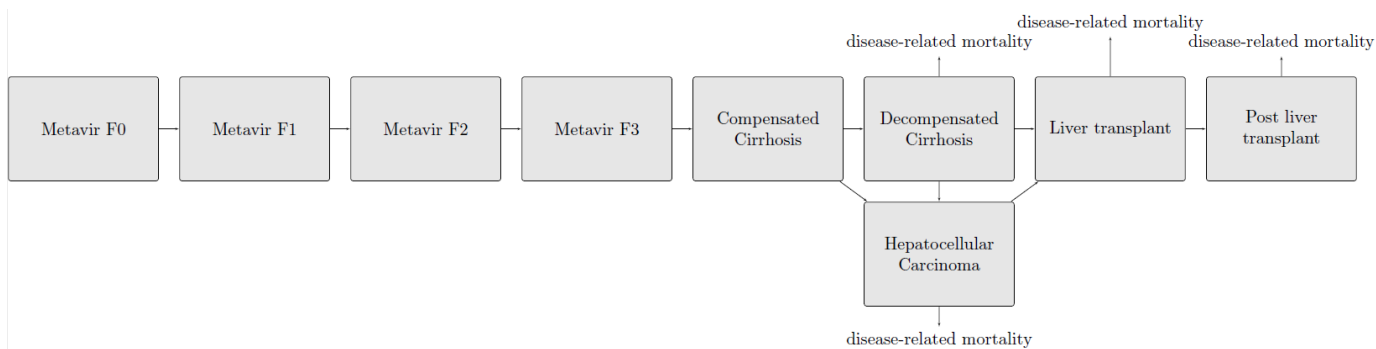 disease-related mortality
disease-related mortality
disease-related mortality
Metavir F0
Metavir F1
Metavir F2
Metavir F3
Compensated
Cirrhosis
Decompensated
Cirrhosis
Liver transplant
Post liver
transplant
Hepatocellular
Carcinoma
disease-related mortality